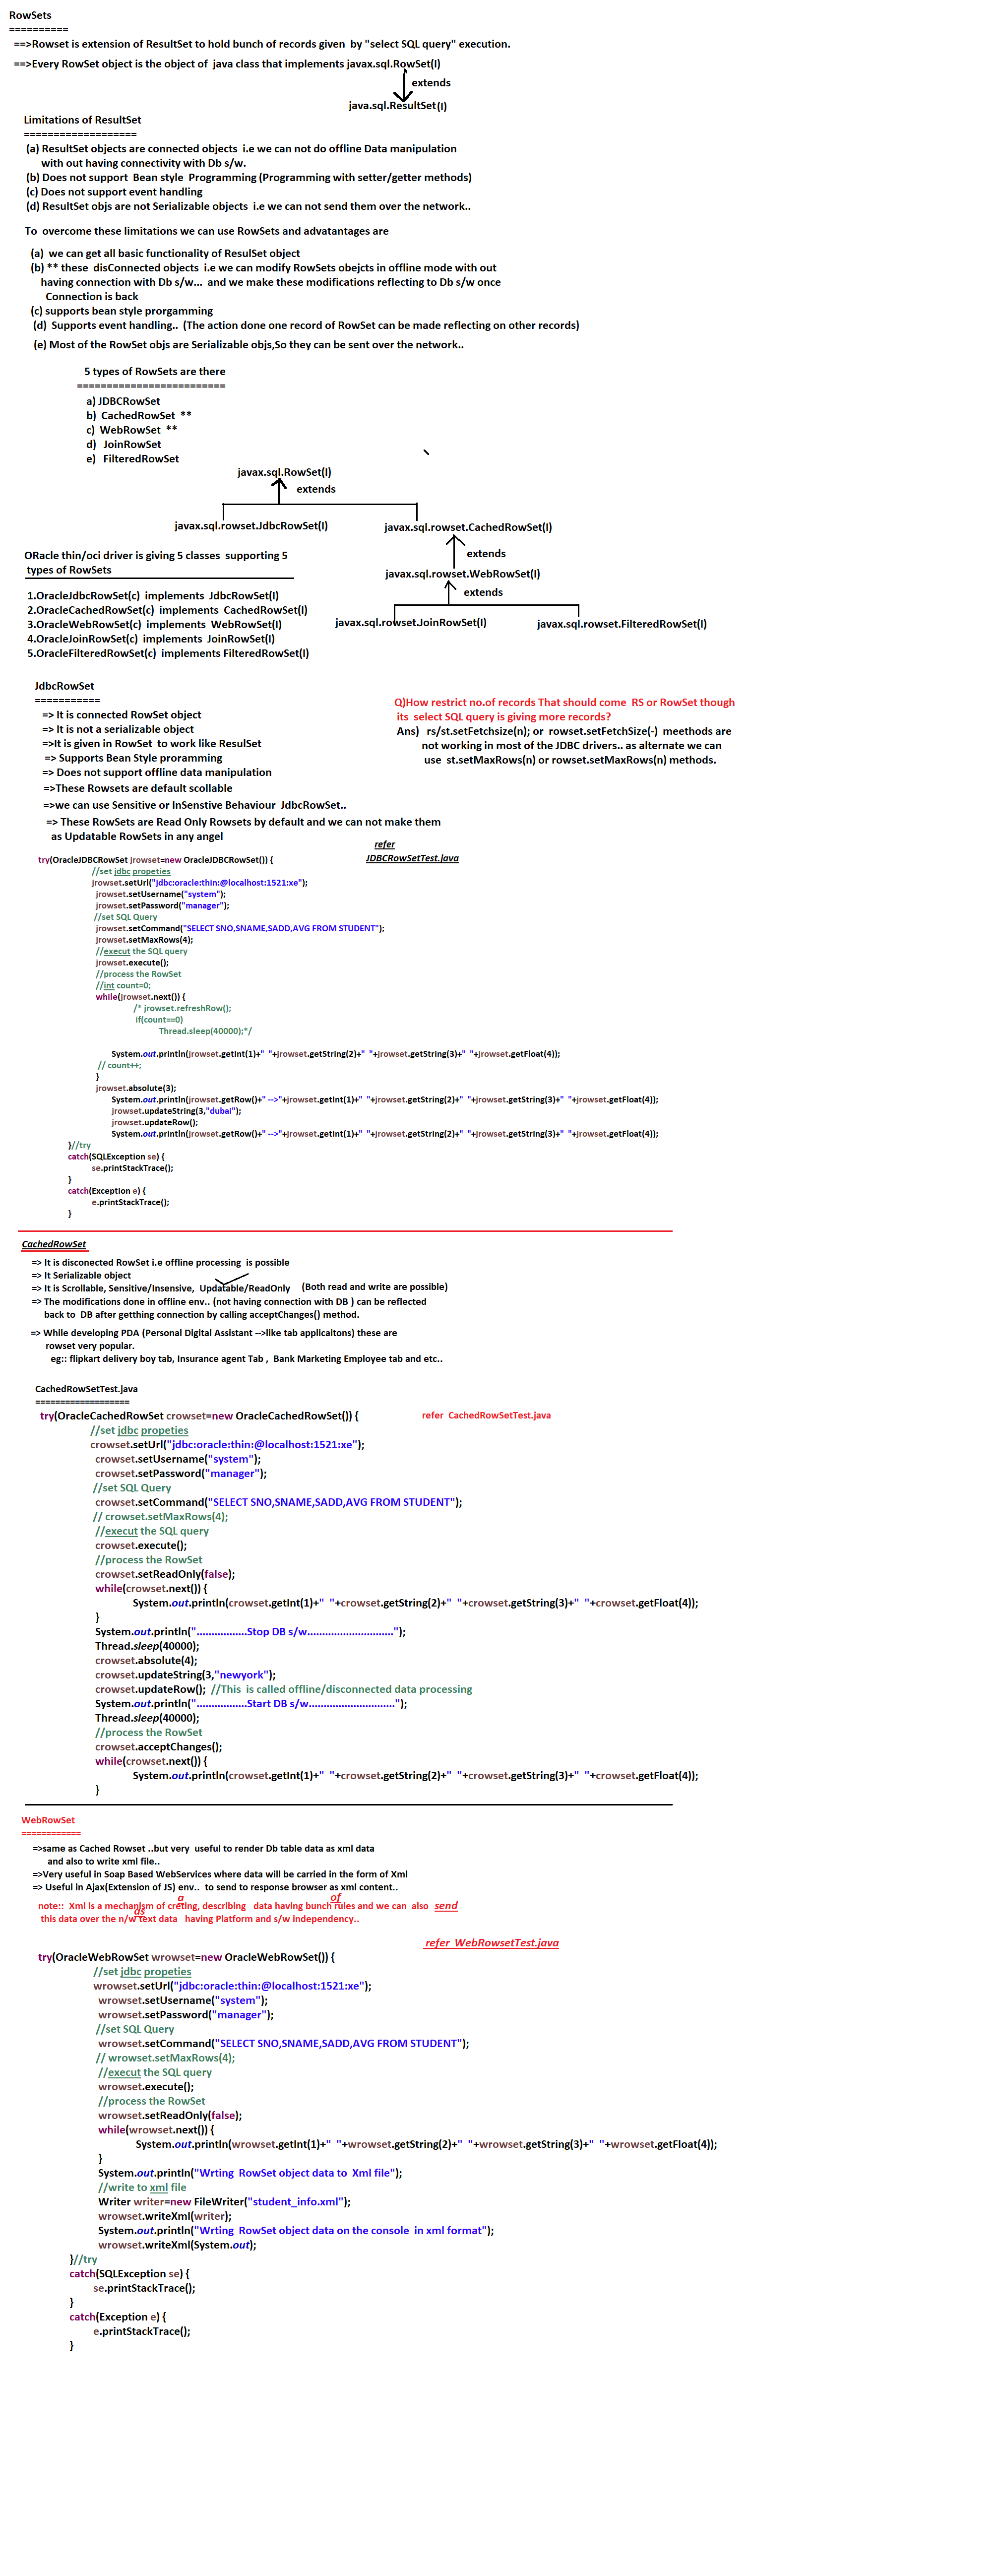 RowSets
==========
==>Rowset is extension of ResultSet to hold bunch of records given by "select SQL query" execution.
==>Every RowSet object is the object of java class that implements javax.sql.RowSet(I)
extends
java.sql.ResultSet(I)
Limitations of ResultSet
===================
(a) ResultSet objects are connected objects i.e we can not do offline Data manipulation
with out having connectivity with Db s/w.
(b) Does not support Bean style Programming (Programming with setter/getter methods)
(c) Does not support event handling
(d) ResultSet objs are not Serializable objects i.e we can not send them over the network..
To overcome these limitations we can use RowSets and advatantages are
(a) we can get all basic functionality of ResulSet object
(b) ** these disConnected objects i.e we can modify RowSets obejcts in offline mode with out
having connection with Db s/w... and we make these modifications reflecting to Db s/w once
Connection is back
(c) supports bean style prorgamming
(d) Supports event handling.. (The action done one record of RowSet can be made reflecting on other records)
(e) Most of the RowSet objs are Serializable objs,So they can be sent over the network..
5 types of RowSets are there
=========================
a) JDBCRowSet
b) CachedRowSet **
c) WebRowSet **
d) JoinRowSet
e) FilteredRowSet
javax.sql.RowSet(I)
extends
javax.sql.rowset.JdbcRowSet(I)
javax.sql.rowset.CachedRowSet(I)
extends
javax.sql.rowset.WebRowSet(I)
extends
javax.sql.rowset.JoinRowSet(I)
javax.sql.rowset.FilteredRowSet(I)
ORacle thin/oci driver is giving 5 classes supporting 5
types of RowSets
1.OracleJdbcRowSet(c) implements JdbcRowSet(I)
2.OracleCachedRowSet(c) implements CachedRowSet(I)
3.OracleWebRowSet(c) implements WebRowSet(I)
4.OracleJoinRowSet(c) implements JoinRowSet(I)
5.OracleFilteredRowSet(c) implements FilteredRowSet(I)
JdbcRowSet
===========
=> It is connected RowSet object
=> It is not a serializable object
=>It is given in RowSet to work like ResulSet
=> Supports Bean Style proramming
=> Does not support offline data manipulation
=>These Rowsets are default scollable
=>we can use Sensitive or InSenstive Behaviour JdbcRowSet..
=> These RowSets are Read Only Rowsets by default and we can not make them
as Updatable RowSets in any angel
Q)How restrict no.of records That should come RS or RowSet though
its select SQL query is giving more records?
Ans) rs/st.setFetchsize(n); or rowset.setFetchSize(-) meethods are
not working in most of the JDBC drivers.. as alternate we can
use st.setMaxRows(n) or rowset.setMaxRows(n) methods.
refer
JDBCRowSetTest.java
try(OracleJDBCRowSet jrowset=new OracleJDBCRowSet()) {
//set jdbc propeties
jrowset.setUrl("jdbc:oracle:thin:@localhost:1521:xe");
jrowset.setUsername("system");
jrowset.setPassword("manager");
//set SQL Query
jrowset.setCommand("SELECT SNO,SNAME,SADD,AVG FROM STUDENT");
jrowset.setMaxRows(4);
//execut the SQL query
jrowset.execute();
//process the RowSet
//int count=0;
while(jrowset.next()) {
/* jrowset.refreshRow();
if(count==0)
Thread.sleep(40000);*/
System.out.println(jrowset.getInt(1)+"  "+jrowset.getString(2)+"  "+jrowset.getString(3)+"  "+jrowset.getFloat(4));
// count++;
}
jrowset.absolute(3);
System.out.println(jrowset.getRow()+" -->"+jrowset.getInt(1)+"  "+jrowset.getString(2)+"  "+jrowset.getString(3)+"  "+jrowset.getFloat(4));
jrowset.updateString(3,"dubai");
jrowset.updateRow();
System.out.println(jrowset.getRow()+" -->"+jrowset.getInt(1)+"  "+jrowset.getString(2)+"  "+jrowset.getString(3)+"  "+jrowset.getFloat(4));
}//try
catch(SQLException se) {
se.printStackTrace();
}
catch(Exception e) {
e.printStackTrace();
}
CachedRowSet
=> It is disconected RowSet i.e offline processing is possible
=> It Serializable object
=> It is Scrollable, Sensitive/Insensive, Updatable/ReadOnly (Both read and write are possible)
=> The modifications done in offline env.. (not having connection with DB ) can be reflected
back to DB after getthing connection by calling acceptChanges() method.
=> While developing PDA (Personal Digital Assistant -->like tab applicaitons) these are
rowset very popular.
eg:: flipkart delivery boy tab, Insurance agent Tab , Bank Marketing Employee tab and etc..
CachedRowSetTest.java
===================
try(OracleCachedRowSet crowset=new OracleCachedRowSet()) {
refer CachedRowSetTest.java
//set jdbc propeties
crowset.setUrl("jdbc:oracle:thin:@localhost:1521:xe");
crowset.setUsername("system");
crowset.setPassword("manager");
//set SQL Query
crowset.setCommand("SELECT SNO,SNAME,SADD,AVG FROM STUDENT");
// crowset.setMaxRows(4);
//execut the SQL query
crowset.execute();
//process the RowSet
crowset.setReadOnly(false);
while(crowset.next()) {
System.out.println(crowset.getInt(1)+"  "+crowset.getString(2)+"  "+crowset.getString(3)+"  "+crowset.getFloat(4));
}
System.out.println(".................Stop DB s/w.............................");
Thread.sleep(40000);
crowset.absolute(4);
crowset.updateString(3,"newyork");
crowset.updateRow(); //This is called offline/disconnected data processing
System.out.println(".................Start DB s/w.............................");
Thread.sleep(40000);
//process the RowSet
crowset.acceptChanges();
while(crowset.next()) {
System.out.println(crowset.getInt(1)+"  "+crowset.getString(2)+"  "+crowset.getString(3)+"  "+crowset.getFloat(4));
}
WebRowSet
============
=>same as Cached Rowset ..but very useful to render Db table data as xml data
and also to write xml file..
=>Very useful in Soap Based WebServices where data will be carried in the form of Xml
=> Useful in Ajax(Extension of JS) env.. to send to response browser as xml content..
a of
note:: Xml is a mechanism of creting, describing data having bunch rules and we can also send
as
this data over the n/w text data having Platform and s/w independency..
refer WebRowsetTest.java
try(OracleWebRowSet wrowset=new OracleWebRowSet()) {
//set jdbc propeties
wrowset.setUrl("jdbc:oracle:thin:@localhost:1521:xe");
wrowset.setUsername("system");
wrowset.setPassword("manager");
//set SQL Query
wrowset.setCommand("SELECT SNO,SNAME,SADD,AVG FROM STUDENT");
// wrowset.setMaxRows(4);
//execut the SQL query
wrowset.execute();
//process the RowSet
wrowset.setReadOnly(false);
while(wrowset.next()) {
System.out.println(wrowset.getInt(1)+"  "+wrowset.getString(2)+"  "+wrowset.getString(3)+"  "+wrowset.getFloat(4));
}
System.out.println("Wrting  RowSet object data to  Xml file");
//write to xml file
Writer writer=new FileWriter("student_info.xml");
wrowset.writeXml(writer);
System.out.println("Wrting  RowSet object data on the console  in xml format");
wrowset.writeXml(System.out);
}//try
catch(SQLException se) {
se.printStackTrace();
}
catch(Exception e) {
e.printStackTrace();
}